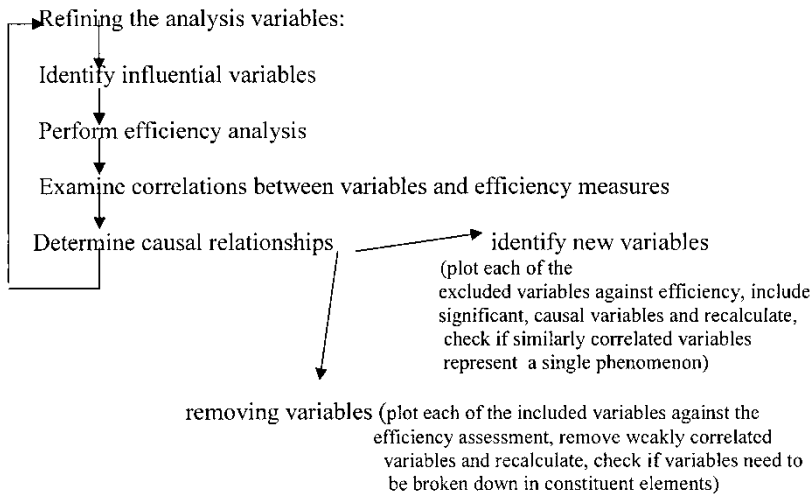 Refining the analysis variables:
Identify influential variables
Perform efficiency analysis
Examine correlations between variables and efficiency measures
Determine causal relationships
identify new variables
(plot each of the
excluded variables against efficiency, include
significant, causal variables and recalculate,
check if similarly correlated variables
represent a single phenomenon)
removing variables (plot each of the included variables against the
efficiency assessment, remove weakly correlated
variables and recalculate, check if variables need to
be broken down in constituent elements)